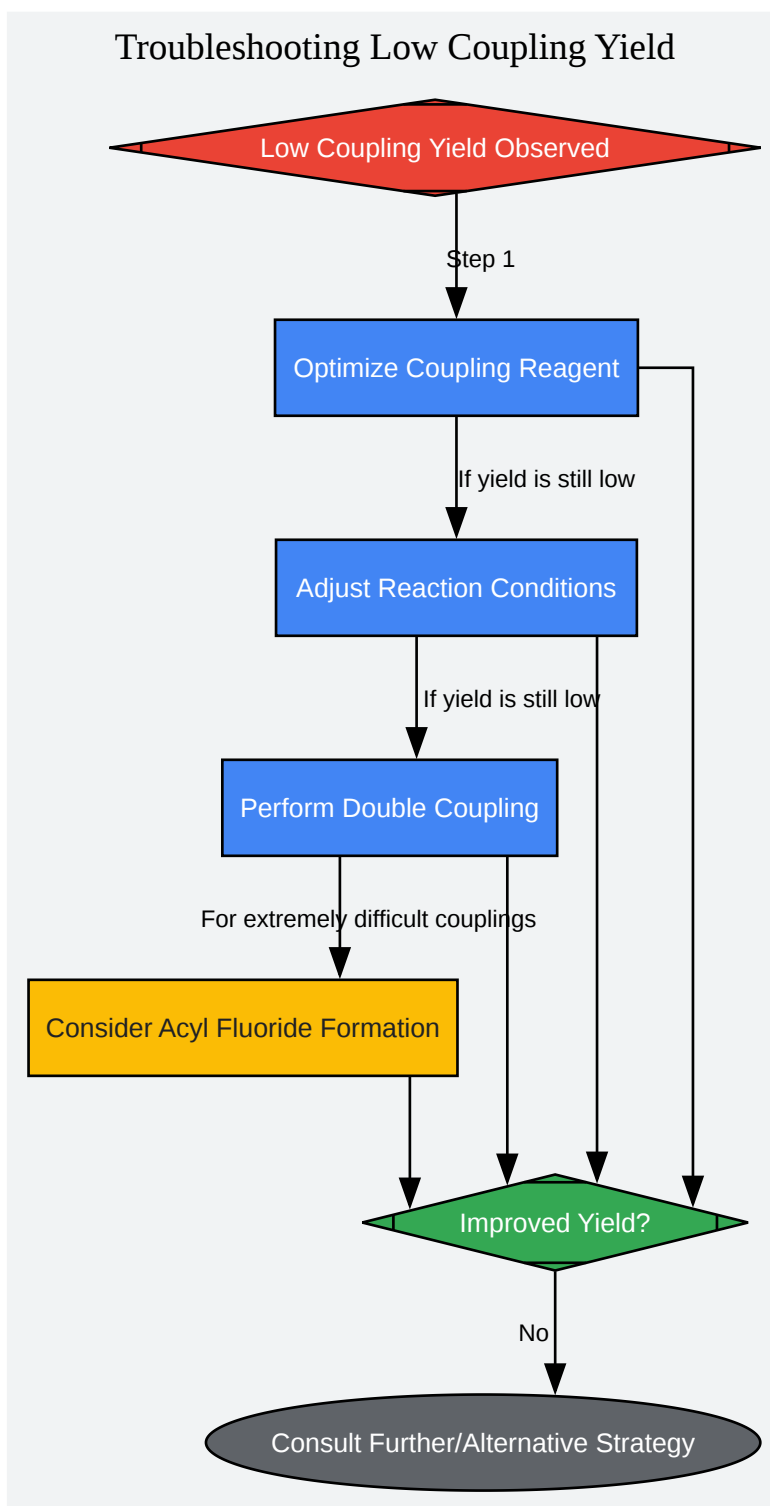 Troubleshooting Low Coupling Yield
Low Coupling Yield Observed
Step 1
Optimize Coupling Reagent
If yield is still low
Adjust Reaction Conditions
If yield is still low
Perform Double Coupling
For extremely difficult couplings
Consider Acyl Fluoride Formation
Improved Yield?
No
Consult Further/Alternative Strategy